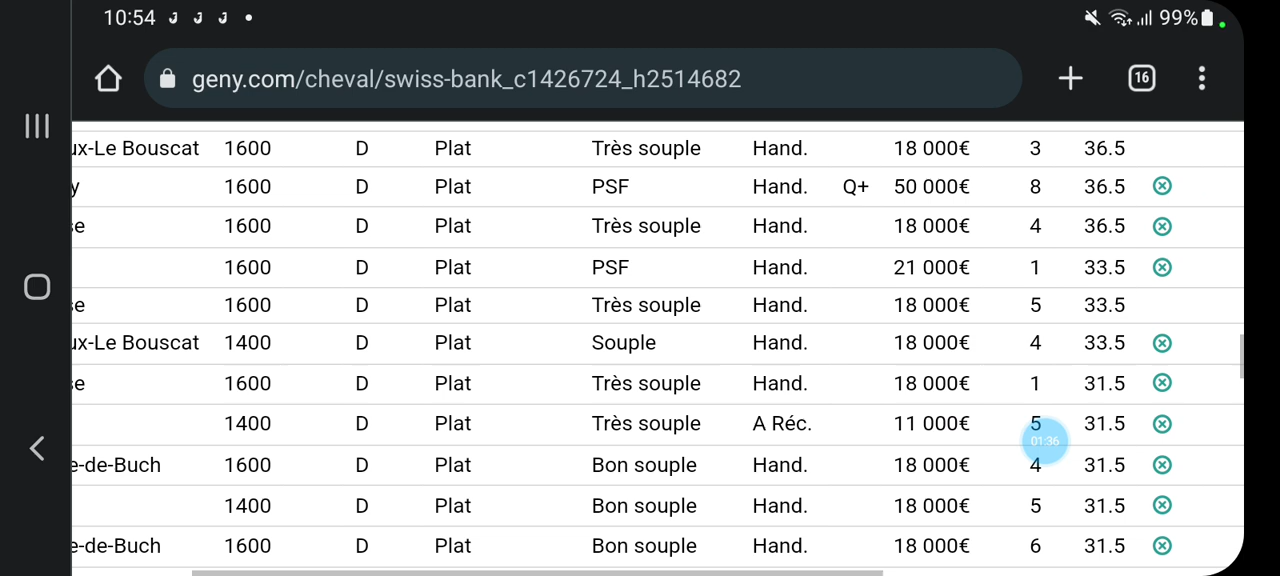 10:54 99%
geny.com/cheval/swiss-bank_c1426724_h2514682 16
ux-Le Bouscat 1600 D Plat Très souple Hand. 18 000€ 3 36.5
y 1600 D Plat PSF Hand. Q+ 50 000€ 8 36.5
se 1600 D Plat Très souple Hand. 18 000€ 4 36.5
1600 D Plat PSF Hand. 21 000€ 1 33.5
se 1600 D Plat Très souple Hand. 18 000€ 5 33.5
ux-Le Bouscat 1400 D Plat Souple Hand. 18 000€ 4 33.5
se 1600 D Plat Très souple Hand. 18 000€ 1 31.5
1400 D Plat Très souple A Réc. 11 000€ 5 31.5
01:36
e-de-Buch 1600 D Plat Bon souple Hand. 18 000€ 4 31.5
1400 D Plat Bon souple Hand. 18 000€ 5 31.5
e-de-Buch 1600 D Plat Bon souple Hand. 18 000€ 6 31.5